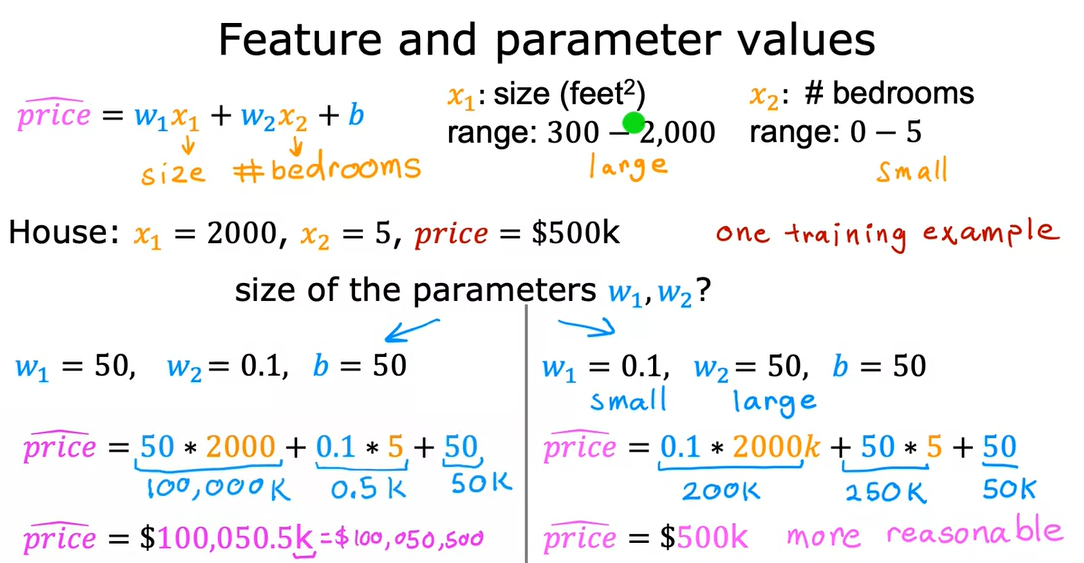 Feature and parameter values
price = w₁x₁ + w₂x₂ + b
size #bedrooms
x₁: size (feet²)
range: 300 – 2,000
large
x₂: # bedrooms
range: 0 – 5
small
House: x₁ = 2000, x₂ = 5, price = $500k
one training example
size of the parameters w₁, w₂?
w₁ = 50, w₂ = 0.1, b = 50
price = 50 * 2000 + 0.1 * 5 + 50
100,000K 0.5K 50K
price = $100,050.5k = $100,050,500
w₁ = 0.1, w₂ = 50, b = 50
small large
price = 0.1 * 2000k + 50 * 5 + 50
200K 250K 50K
price = $500k more reasonable